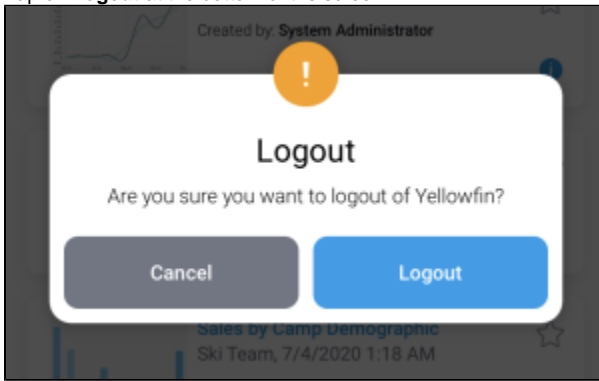 Created by: System Administrator
!
Logout
Are you sure you want to logout of Yellowfin?
Cancel
Logout
Sales by Camp Demographic
Ski Team, 7/4/2020 1:18 AM